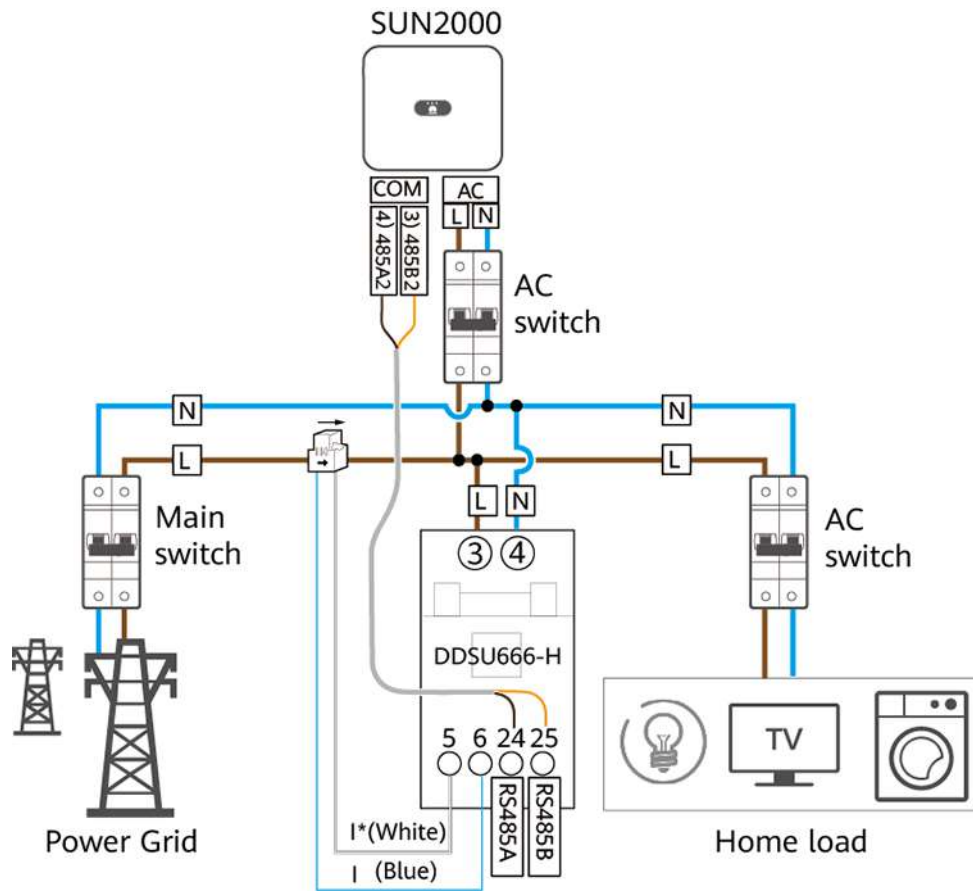 SUN2000
COM
AC
L
N
4) 485A2
3) 485B2
AC
switch
N
N
L
L
L
N
Main
switch
AC
switch
3
4
DDSU666-H
TV
5
6
24
25
RS485A
RS485B
Power Grid
I*(White)
I (Blue)
Home load